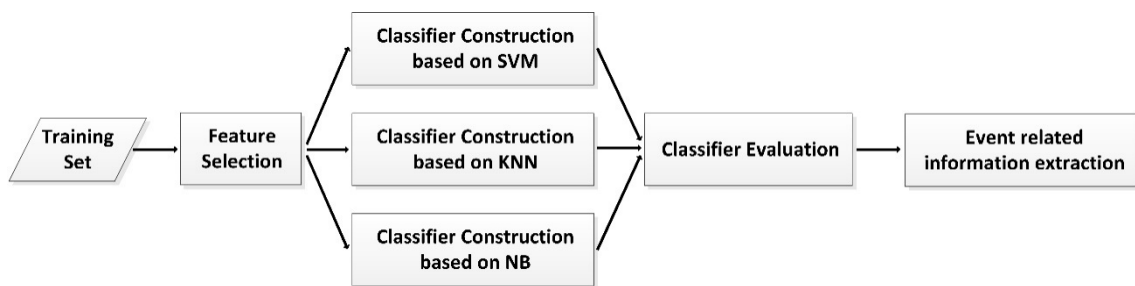 Training
Set
Feature
Selection
Classifier Construction
based on SVM
Classifier Construction
based on KNN
Classifier Construction
based on NB
Classifier Evaluation
Event related
information extraction